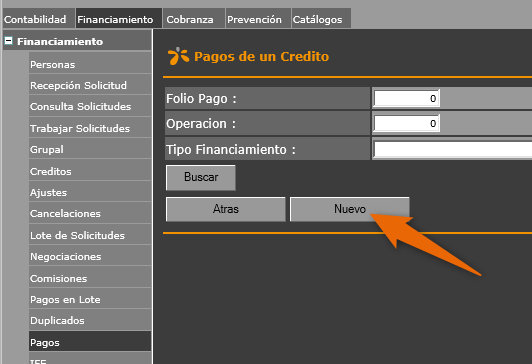 Contabilidad Financiamiento Cobranza Prevención Catálogos
Financiamiento
Personas
Recepción Solicitud
Consulta Solicitudes
Trabajar Solicitudes
Grupal
Creditos
Ajustes
Cancelaciones
Lote de Solicitudes
Negociaciones
Comisiones
Pagos en Lote
Duplicados
Pagos
IFE
Pagos de un Credito
Folio Pago : 0
Operacion : 0
Tipo Financiamiento :
Buscar
Atras Nuevo